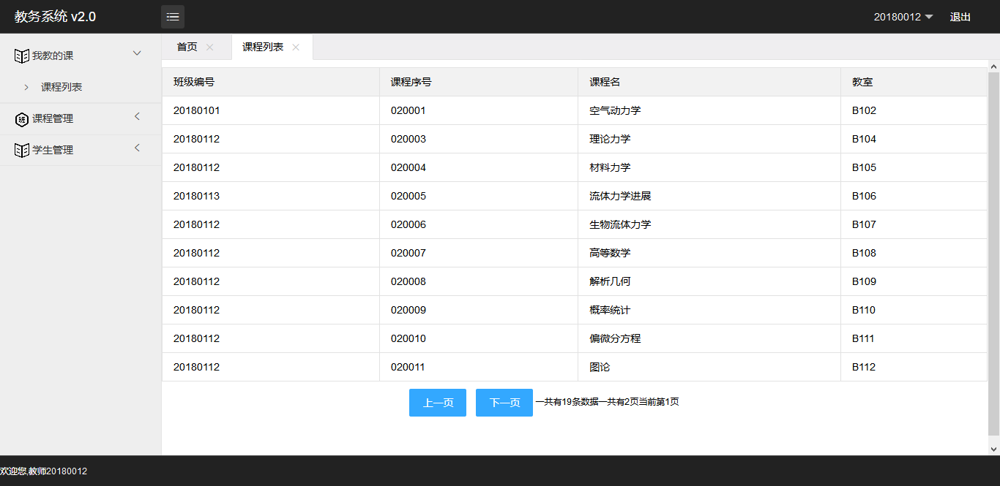 教务系统 v2.0
20180012 退出
我教的课
课程列表
课程管理
学生管理
首页 课程列表
班级编号 课程序号 课程名 教室
20180101 020001 空气动力学 B102
20180112 020003 理论力学 B104
20180112 020004 材料力学 B105
20180113 020005 流体力学进展 B106
20180112 020006 生物流体力学 B107
20180112 020007 高等数学 B108
20180112 020008 解析几何 B109
20180112 020009 概率统计 B110
20180112 020010 偏微分方程 B111
20180112 020011 图论 B112
上一页 下一页 一共有19条数据一共有2页当前第1页
欢迎您,教师20180012